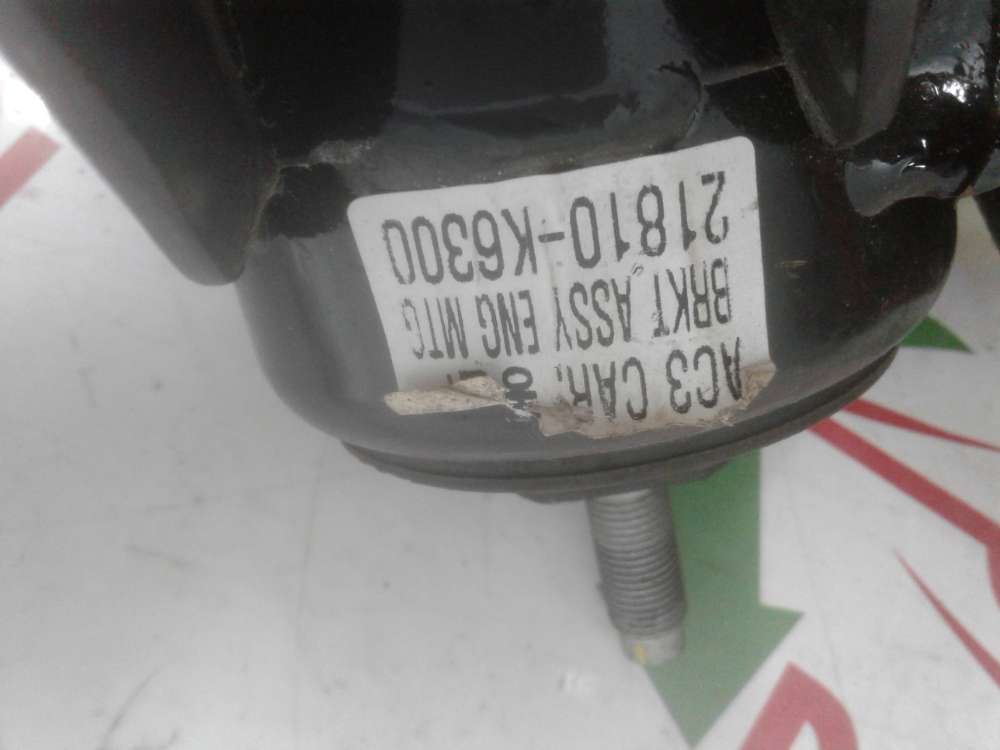 21810-K6300
BRKT ASSY ENG MTG
AC3 CAR,